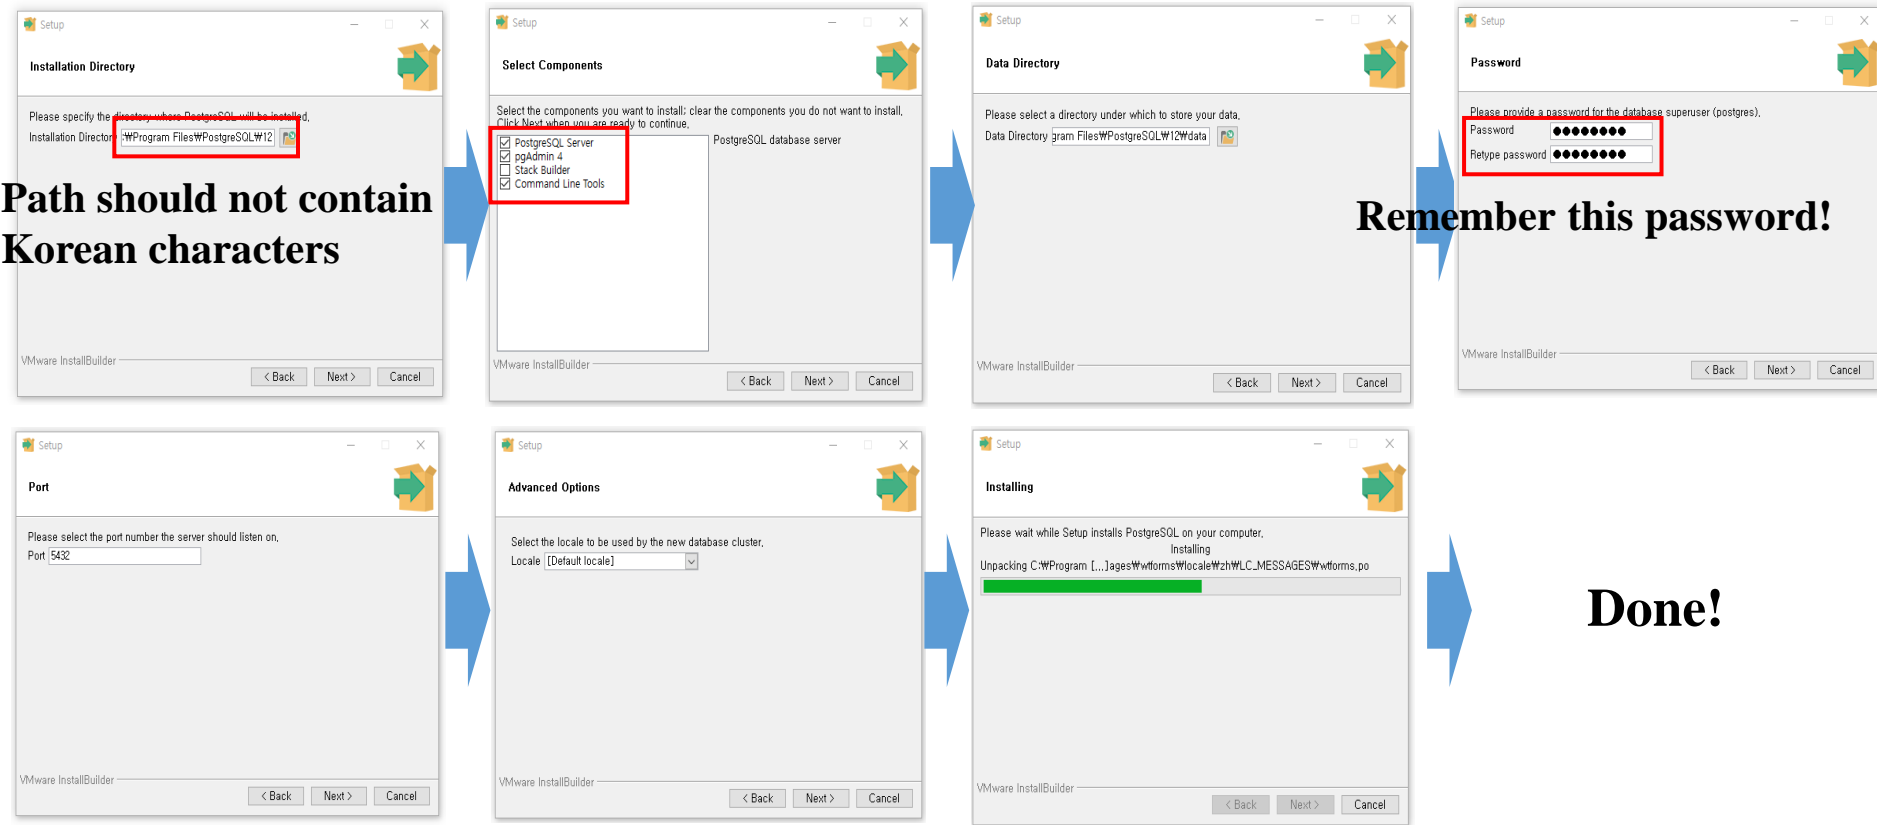 Setup
Installation Directory
Please specify the directory where PostgreSQL will be installed.
Installation Directory :₩Program Files₩PostgreSQL₩12
Path should not contain
Korean characters
VMware InstallBuilder
< Back Next > Cancel
Setup
Select Components
Select the components you want to install; clear the components you do not want to install.
Click Next when you are ready to continue.
PostgreSQL Server
pgAdmin 4
Stack Builder
Command Line Tools
PostgreSQL database server
VMware InstallBuilder
< Back Next > Cancel
Setup
Data Directory
Please select a directory under which to store your data.
Data Directory gram Files₩PostgreSQL₩12₩data
VMware InstallBuilder
< Back Next > Cancel
Setup
Password
Please provide a password for the database superuser (postgres).
Password ●●●●●●●●
Retype password ●●●●●●●●
Remember this password!
VMware InstallBuilder
< Back Next > Cancel
Setup
Port
Please select the port number the server should listen on.
Port 5432
VMware InstallBuilder
< Back Next > Cancel
Setup
Advanced Options
Select the locale to be used by the new database cluster.
Locale [Default locale]
VMware InstallBuilder
< Back Next > Cancel
Setup
Installing
Please wait while Setup installs PostgreSQL on your computer.
Installing
Unpacking C:₩Program [...]ages₩wtforms₩locale₩zh₩LC_MESSAGES₩wtforms.po
VMware InstallBuilder
< Back Next > Cancel
Done!